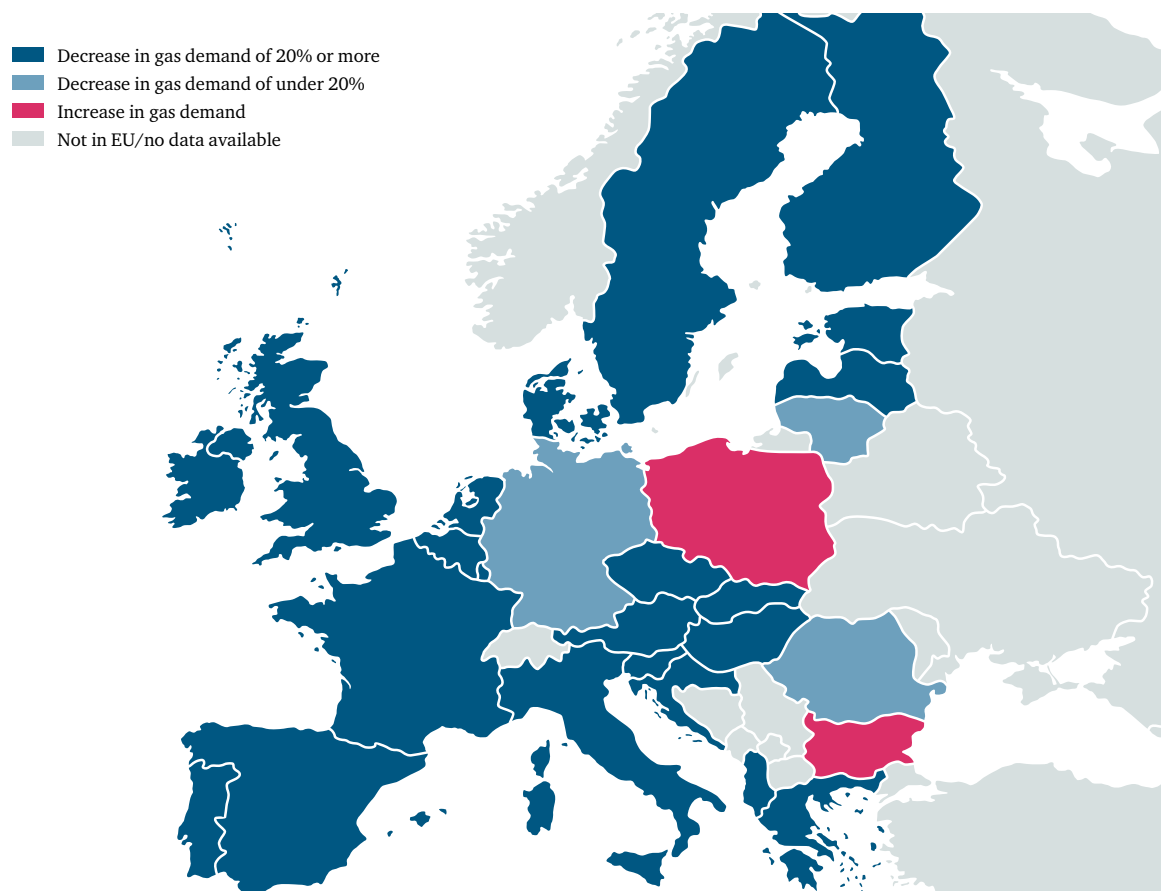 Decrease in gas demand of 20% or more
Decrease in gas demand of under 20%
Increase in gas demand
Not in EU/no data available